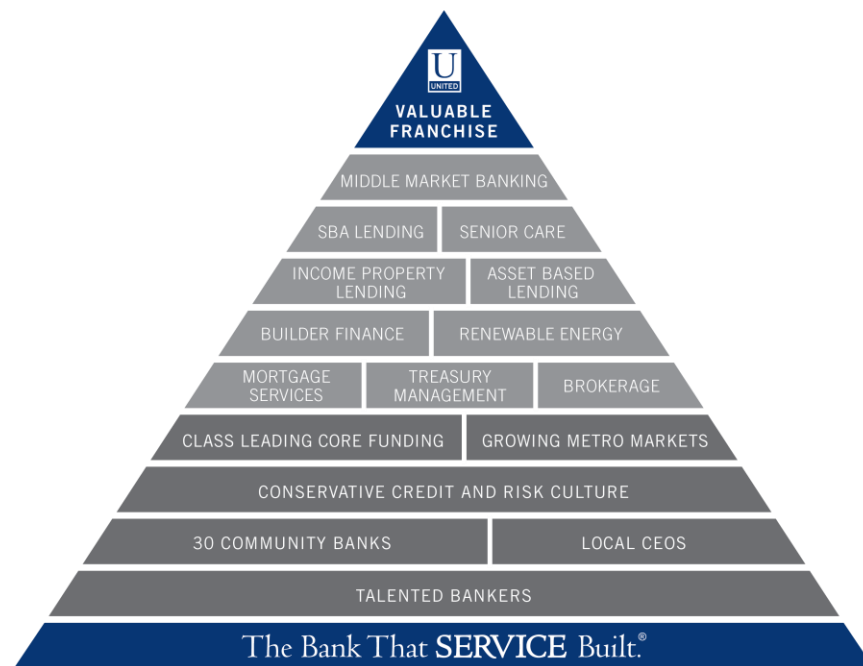 U
UNITED
VALUABLE
FRANCHISE
MIDDLE MARKET BANKING
SBA LENDING
SENIOR CARE
INCOME PROPERTY
LENDING
ASSET BASED
LENDING
BUILDER FINANCE
RENEWABLE ENERGY
MORTGAGE
SERVICES
TREASURY
MANAGEMENT
BROKERAGE
CLASS LEADING CORE FUNDING
GROWING METRO MARKETS
CONSERVATIVE CREDIT AND RISK CULTURE
30 COMMUNITY BANKS
LOCAL CEOS
TALENTED BANKERS
The Bank That SERVICE Built.®